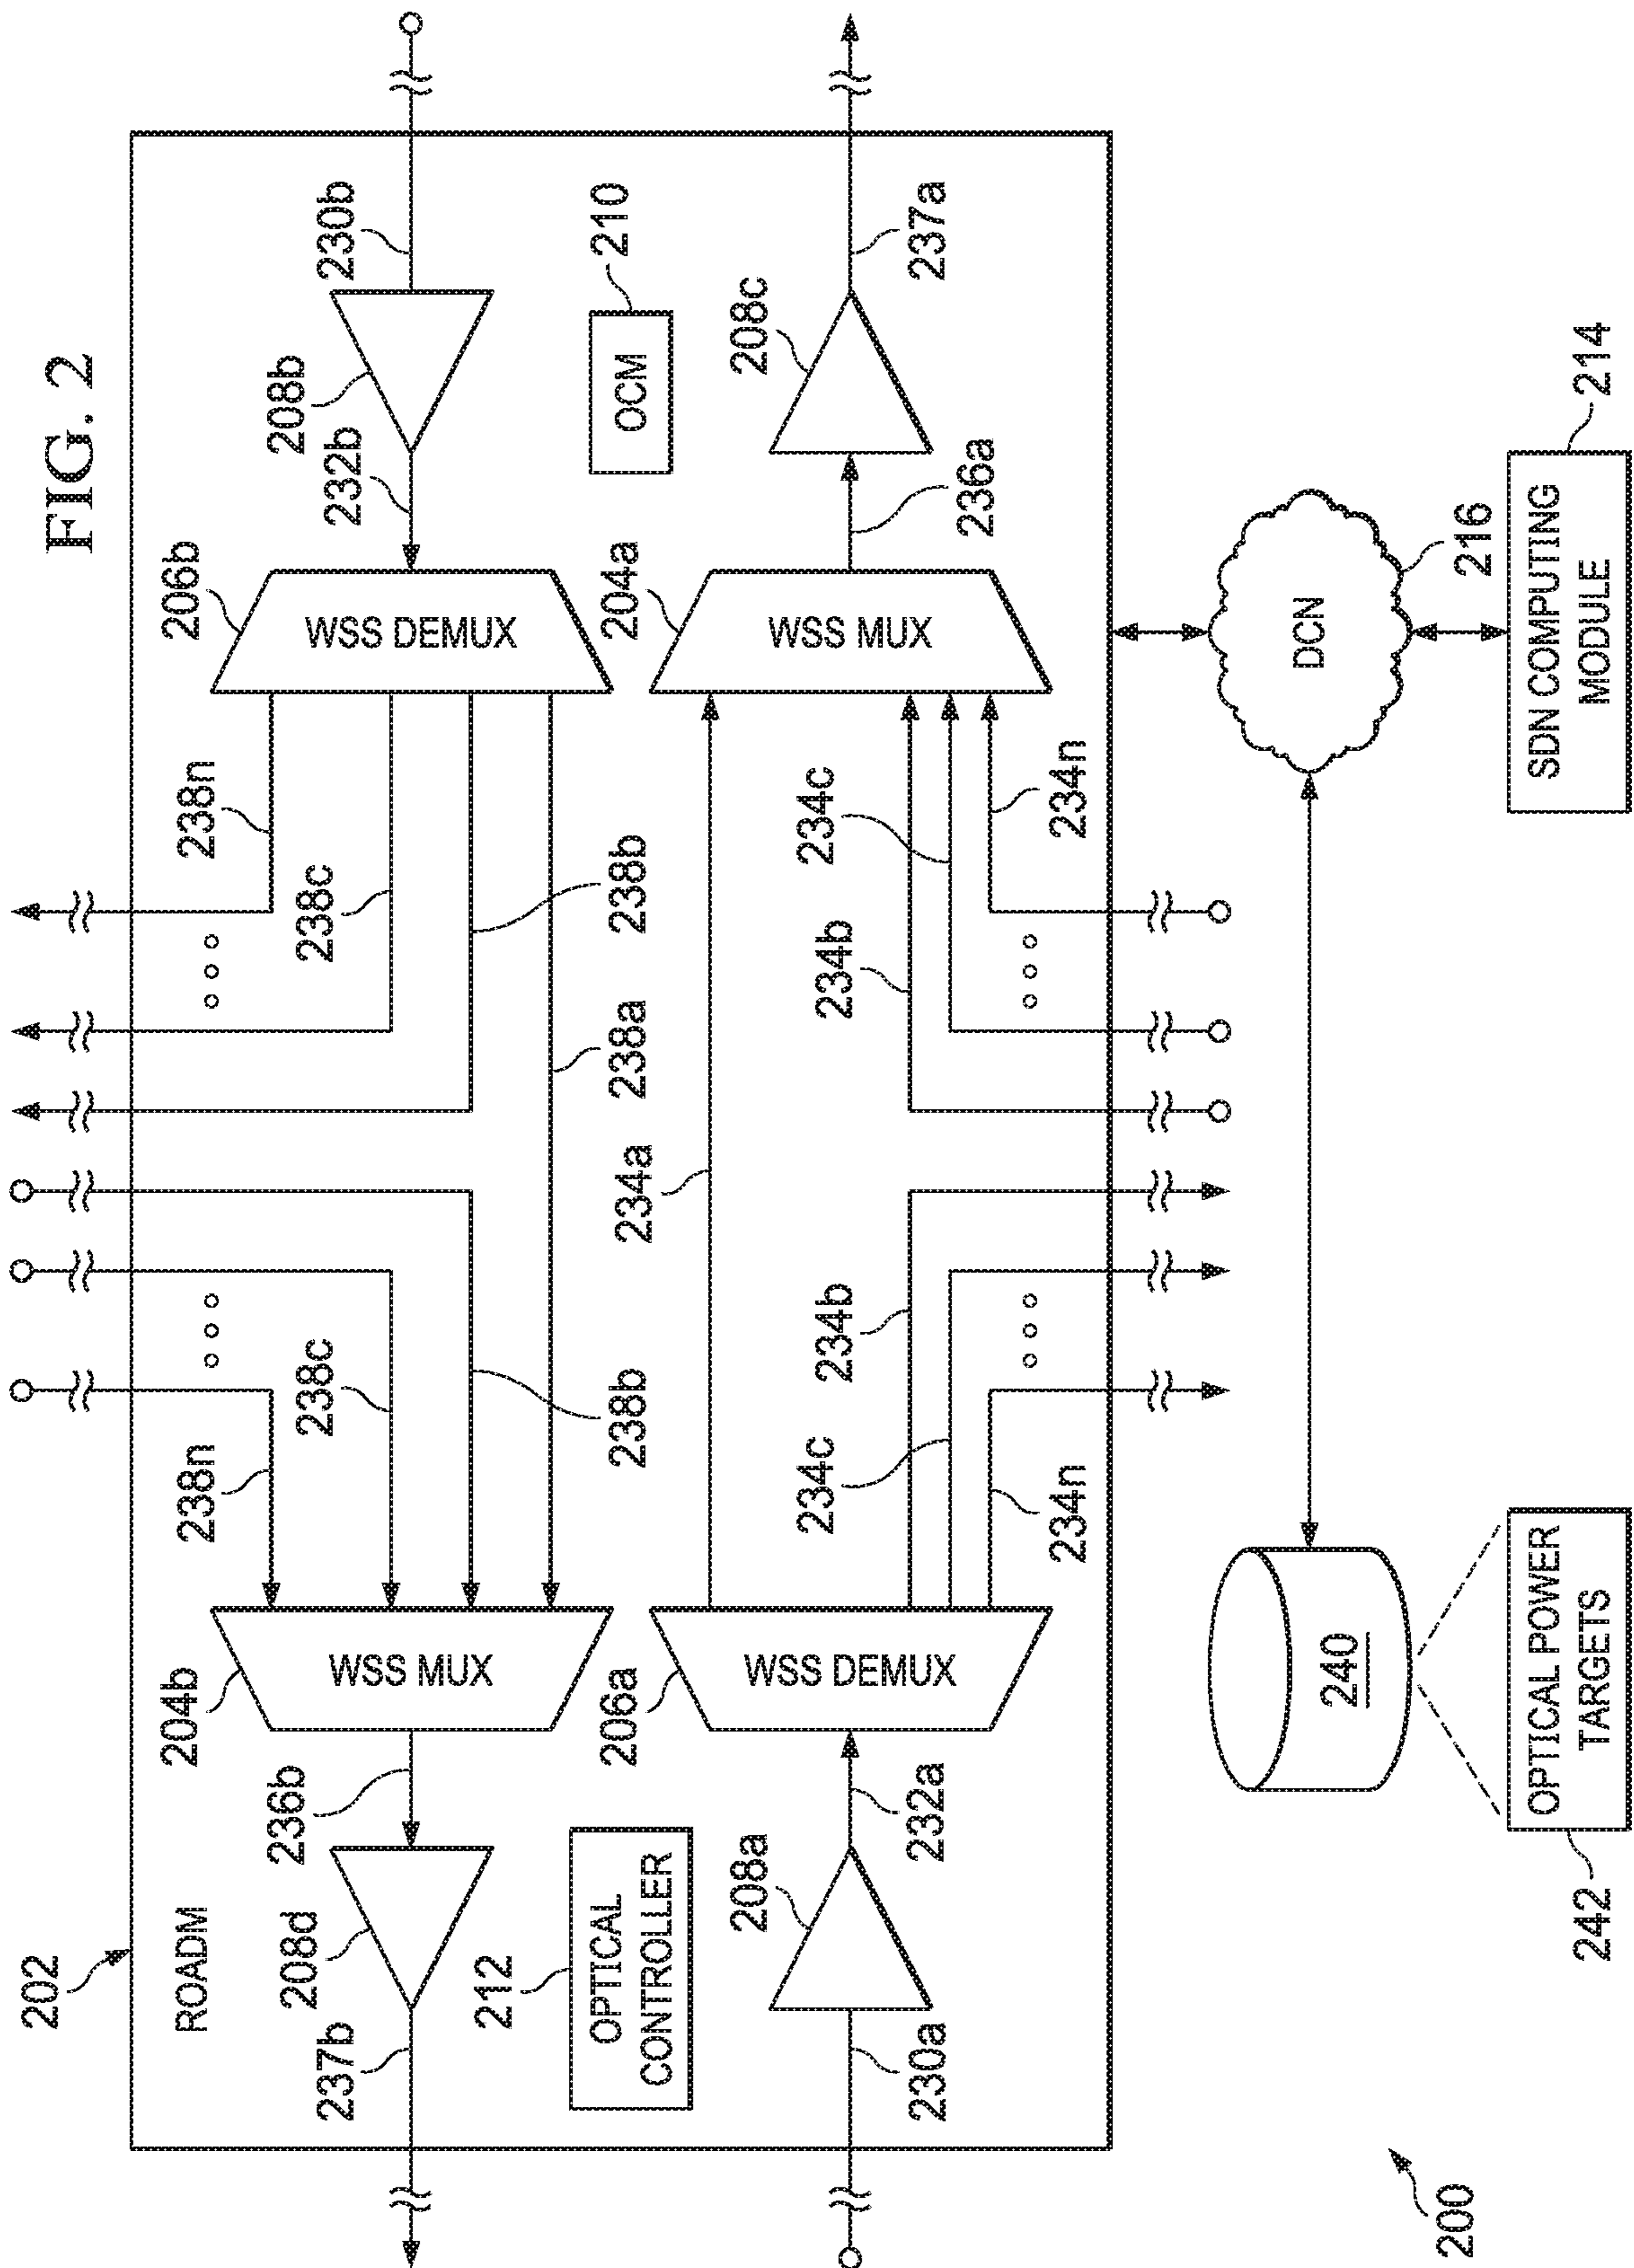 FIG. 2
202
ROADM
237b
208d
236b
204b
WSS MUX
238n
238c
238b
238n
238c
238b
238a
206b
WSS DEMUX
232b
208b
230b
212
OPTICAL
CONTROLLER
OCM
210
230a
208a
232a
206a
WSS DEMUX
234a
234b
234c
234n
234b
234c
234n
204a
WSS MUX
236a
208c
237a
240
DCN
216
242
OPTICAL POWER
TARGETS
SDN COMPUTING
MODULE
214
200